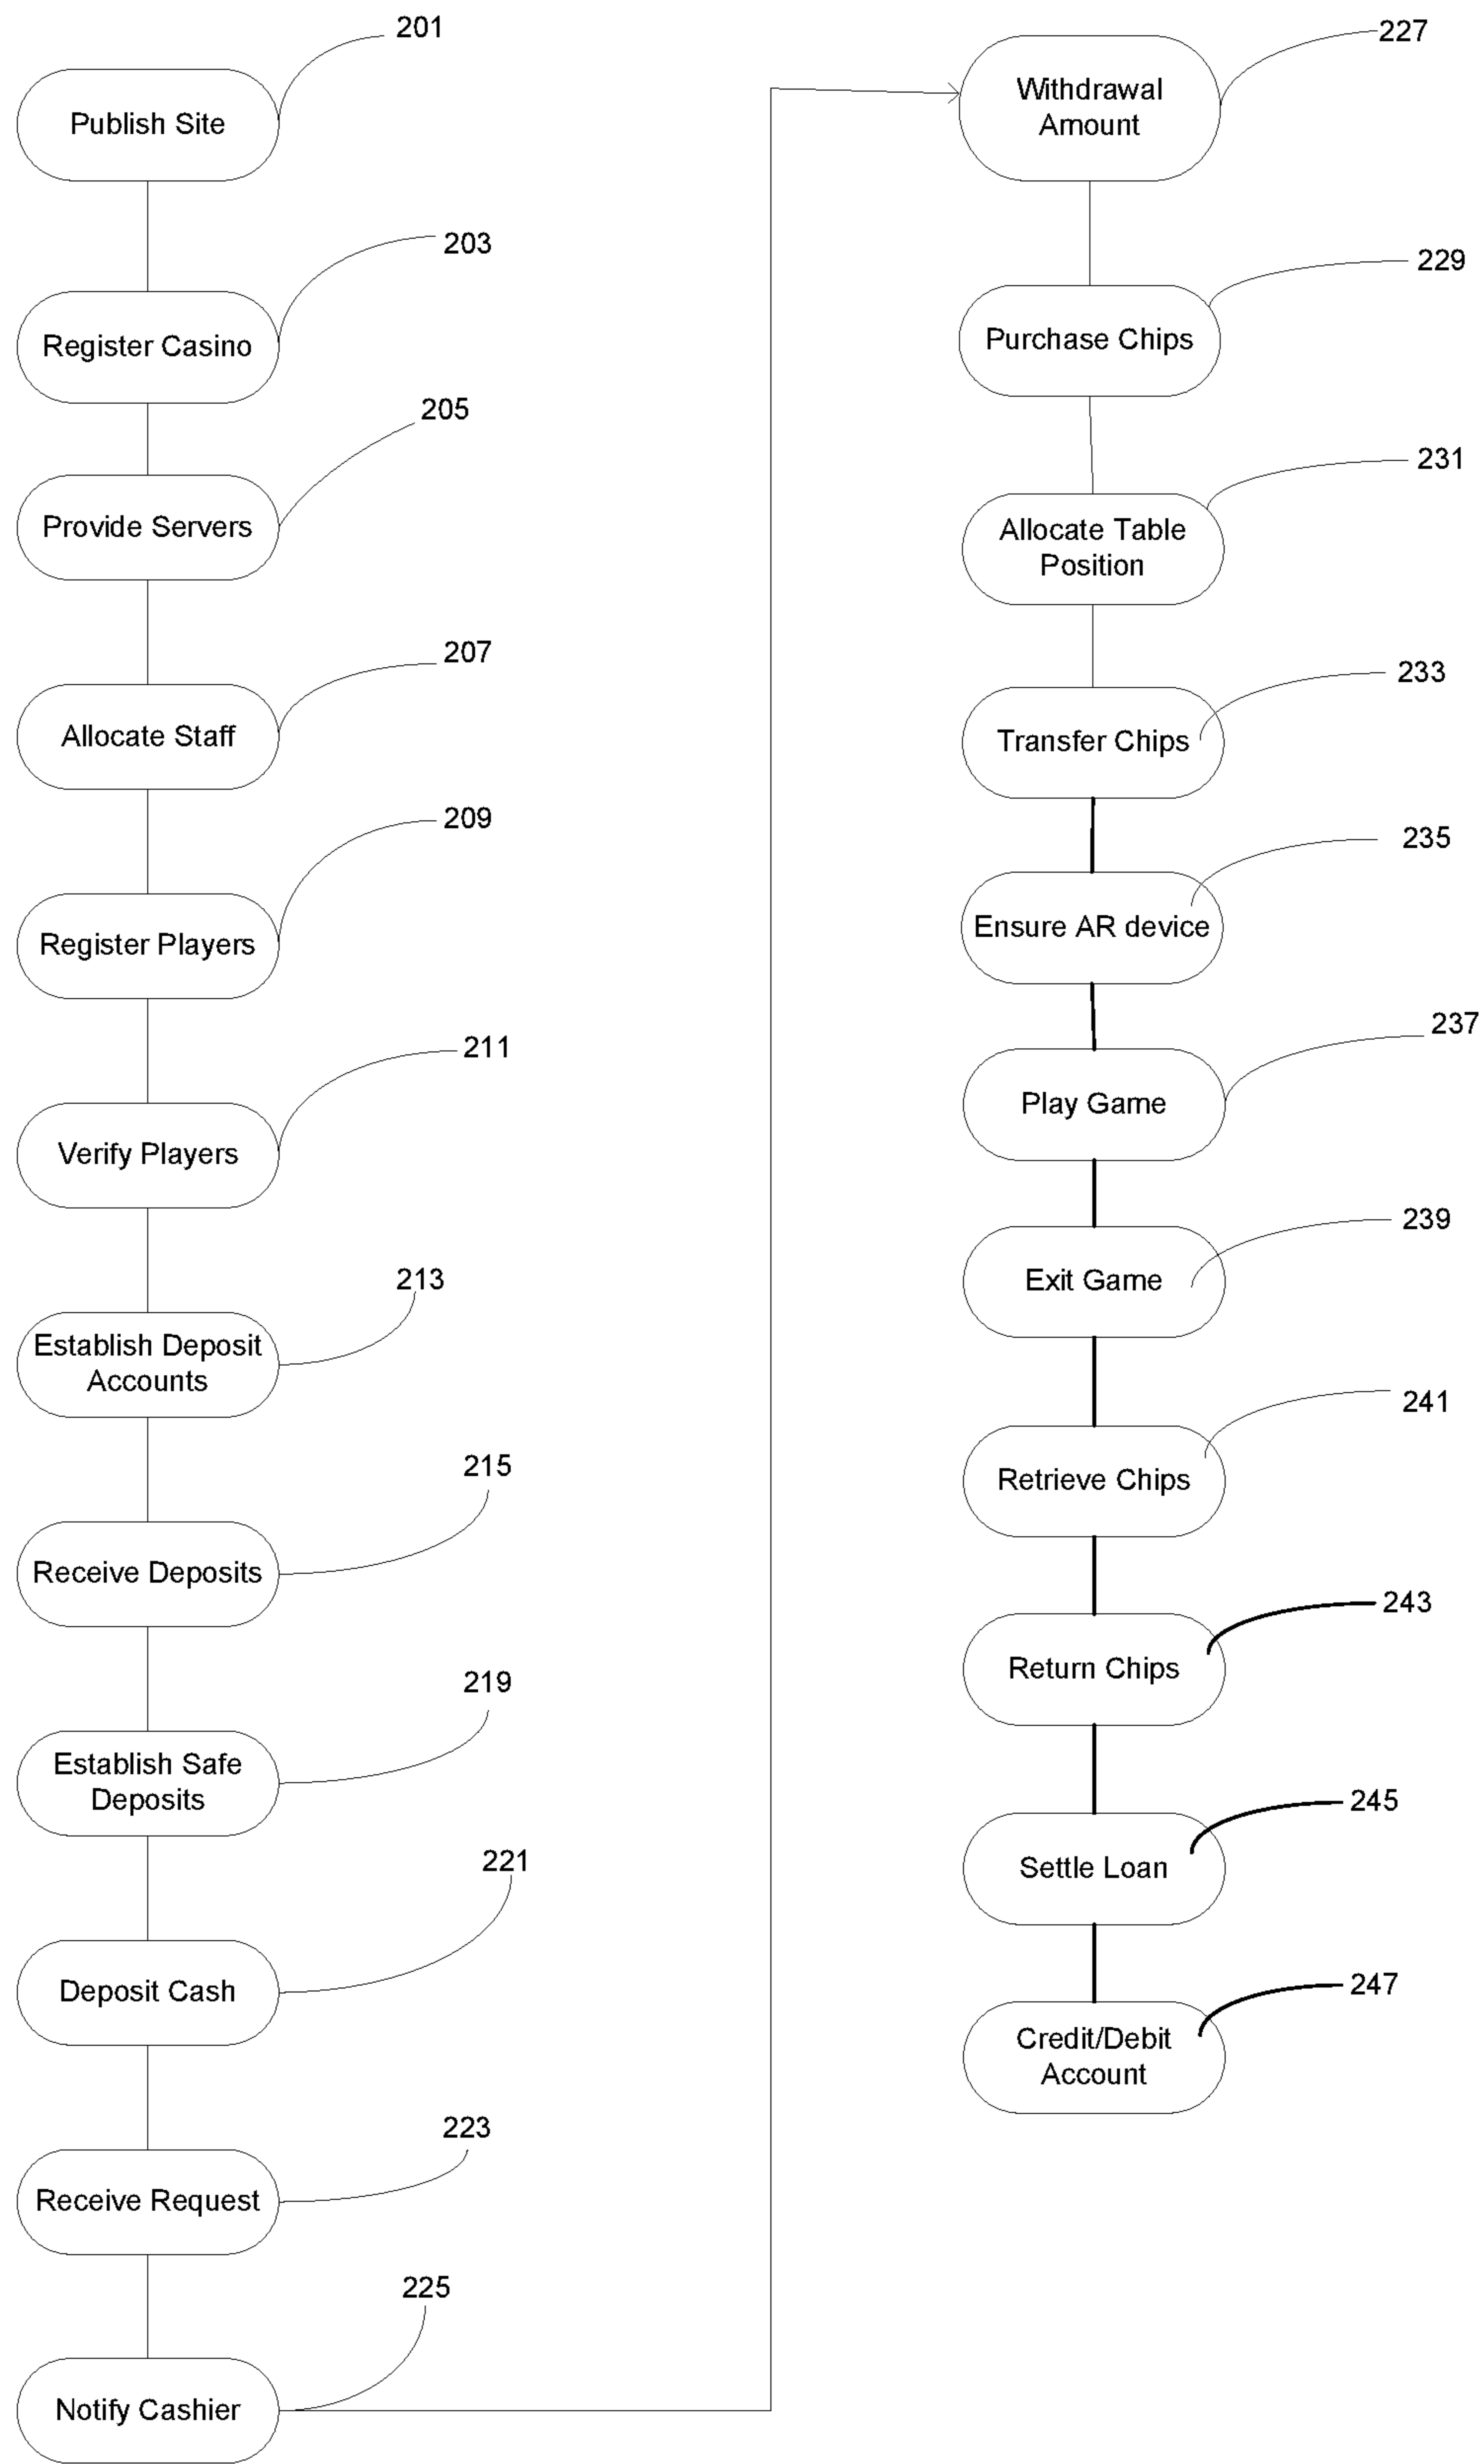 201
Publish Site
203
Register Casino
205
Provide Servers
207
Allocate Staff
209
Register Players
211
Verify Players
213
Establish Deposit
Accounts
215
Receive Deposits
219
Establish Safe
Deposits
221
Deposit Cash
223
Receive Request
225
Notify Cashier
227
Withdrawal
Amount
229
Purchase Chips
231
Allocate Table
Position
233
Transfer Chips
235
Ensure AR device
237
Play Game
239
Exit Game
241
Retrieve Chips
243
Return Chips
245
Settle Loan
247
Credit/Debit
Account